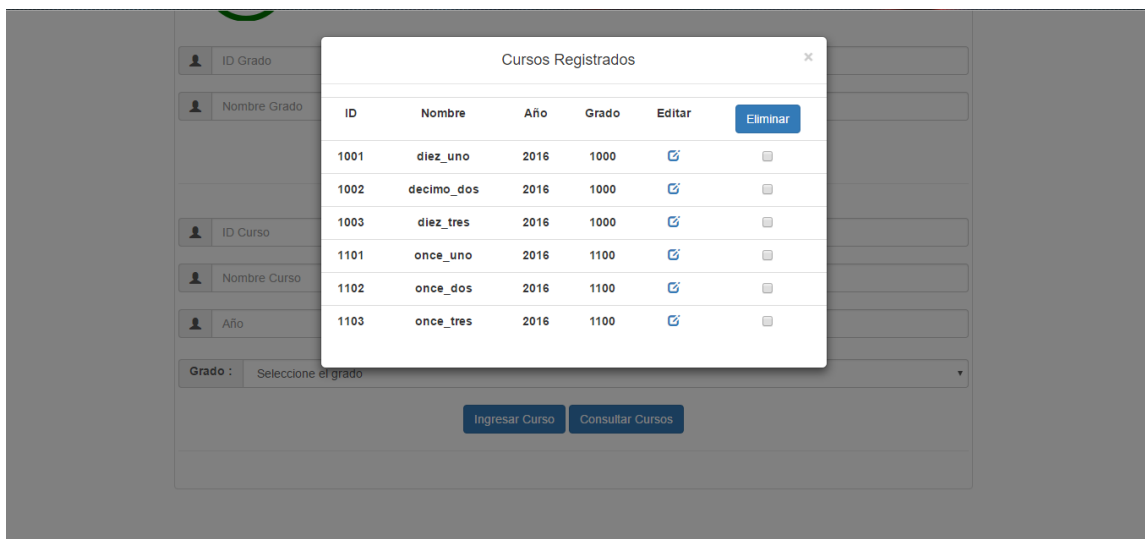 Cursos Registrados ×
ID Grado
Nombre Grado
ID Nombre Año Grado Editar Eliminar
1001 diez_uno 2016 1000
1002 decimo_dos 2016 1000
1003 diez_tres 2016 1000
1101 once_uno 2016 1100
1102 once_dos 2016 1100
1103 once_tres 2016 1100
ID Curso
Nombre Curso
Año
Grado : Seleccione el grado
Ingresar Curso Consultar Cursos